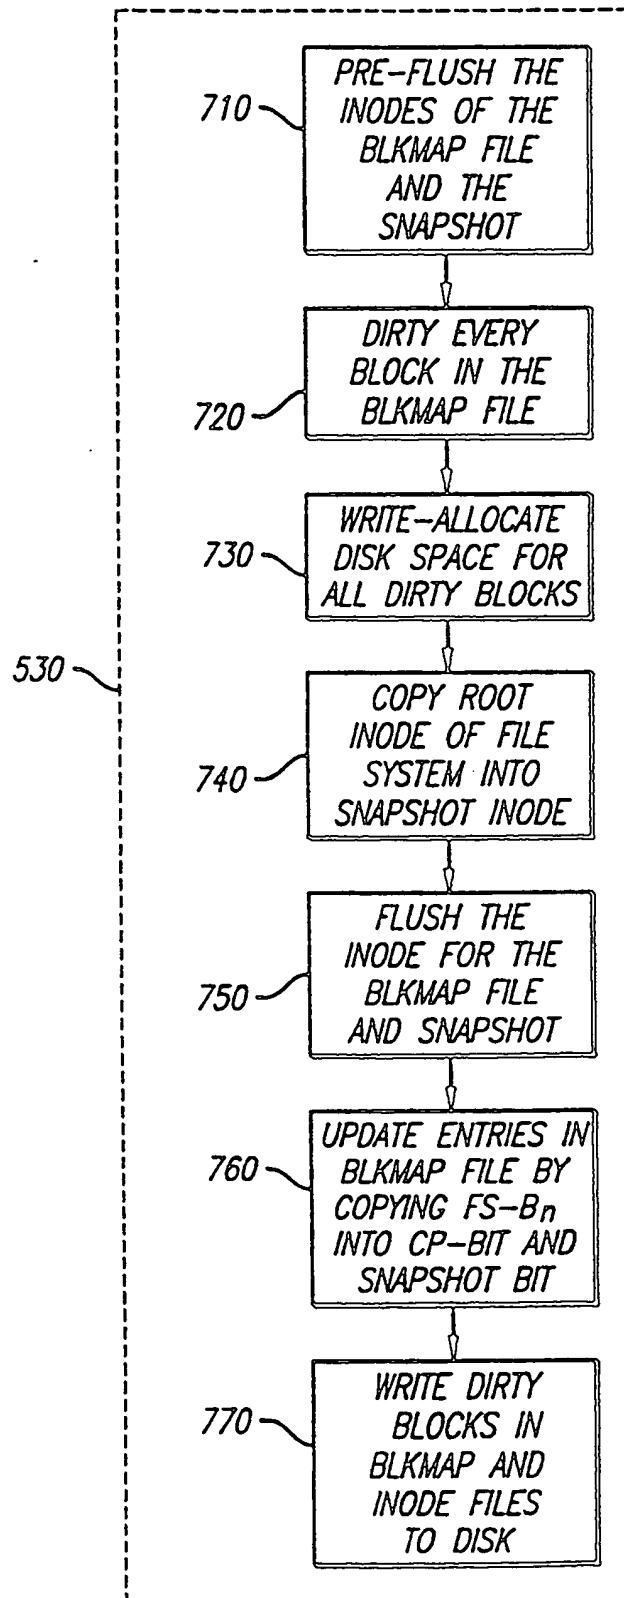 710
PRE-FLUSH THE
INODES OF THE
BLKMAP FILE
AND THE
SNAPSHOT
720
DIRTY EVERY
BLOCK IN THE
BLKMAP FILE
730
WRITE-ALLOCATE
DISK SPACE FOR
ALL DIRTY BLOCKS
530
740
COPY ROOT
INODE OF FILE
SYSTEM INTO
SNAPSHOT INODE
750
FLUSH THE
INODE FOR THE
BLKMAP FILE
AND SNAPSHOT
760
UPDATE ENTRIES IN
BLKMAP FILE BY
COPYING FS-Bn
INTO CP-BIT AND
SNAPSHOT BIT
770
WRITE DIRTY
BLOCKS IN
BLKMAP AND
INODE FILES
TO DISK